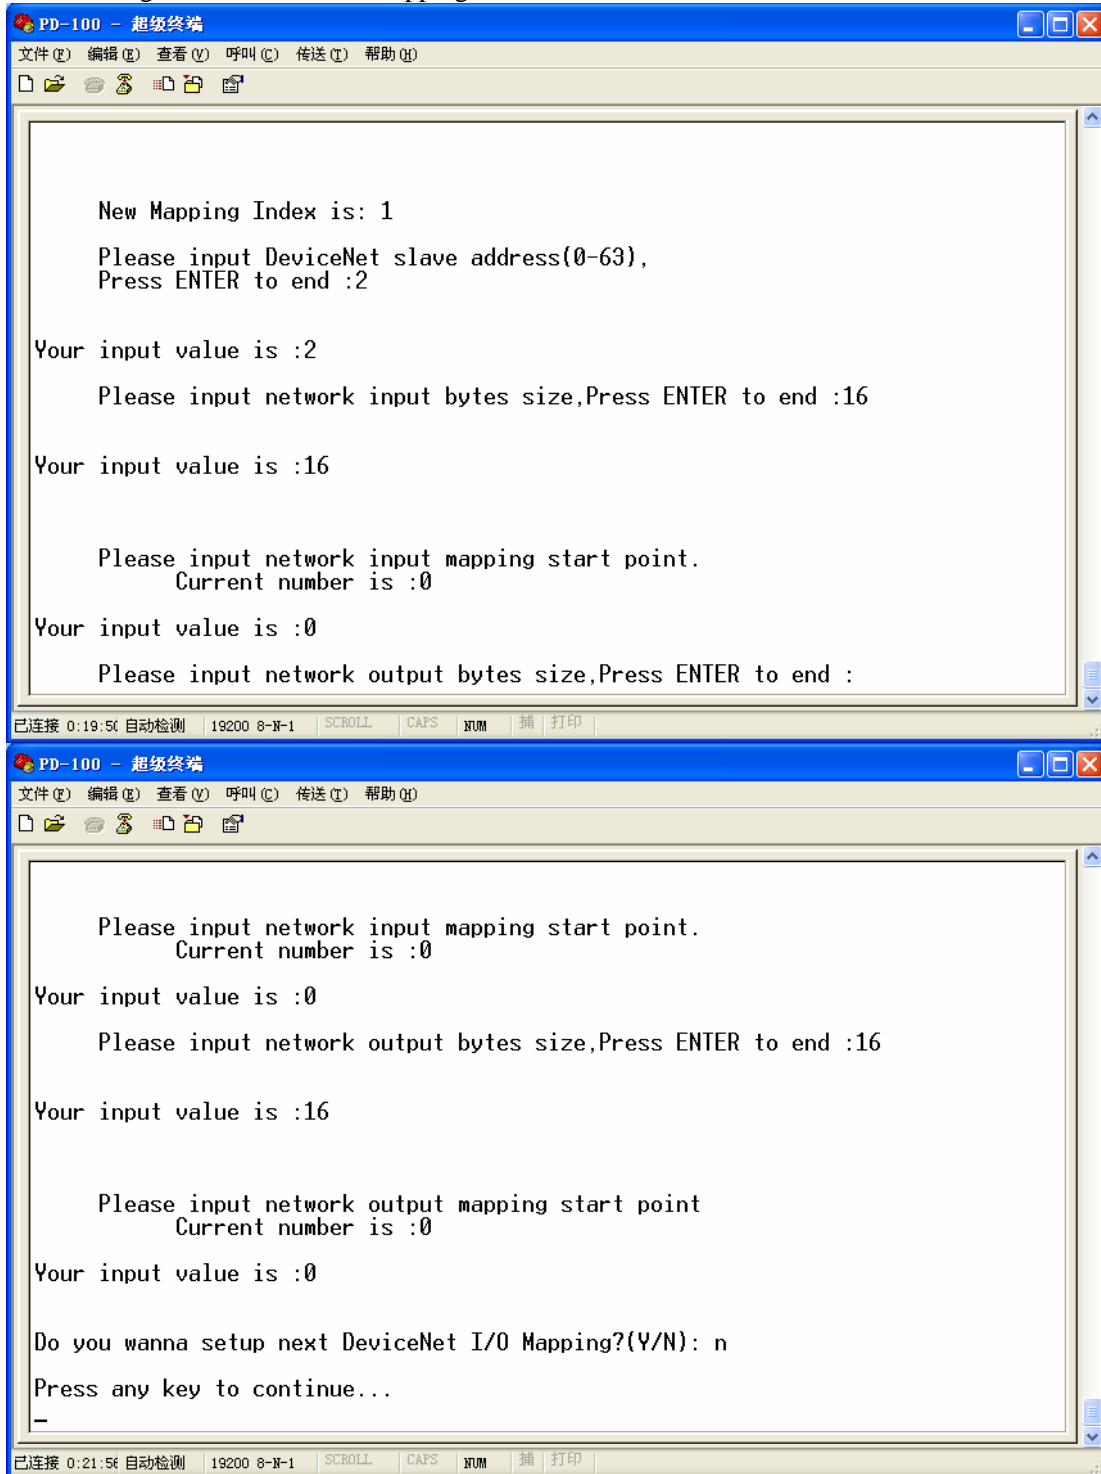 PD-100 - 超级终端
文件(F) 编辑(E) 查看(V) 呼叫(C) 传送(T) 帮助(H)
New Mapping Index is: 1
Please input DeviceNet slave address(0-63),
Press ENTER to end :2
Your input value is :2
Please input network input bytes size,Press ENTER to end :16
Your input value is :16
Please input network input mapping start point.
Current number is :0
Your input value is :0
Please input network output bytes size,Press ENTER to end :
已连接 0:19:50 自动检测 19200 8-N-1 SCROLL CAPS NUM 捕 打印
PD-100 - 超级终端
文件(F) 编辑(E) 查看(V) 呼叫(C) 传送(T) 帮助(H)
Please input network input mapping start point.
Current number is :0
Your input value is :0
Please input network output bytes size,Press ENTER to end :16
Your input value is :16
Please input network output mapping start point
Current number is :0
Your input value is :0
Do you wanna setup next DeviceNet I/O Mapping?(Y/N): n
Press any key to continue...
已连接 0:21:56 自动检测 19200 8-N-1 SCROLL CAPS NUM 捕 打印